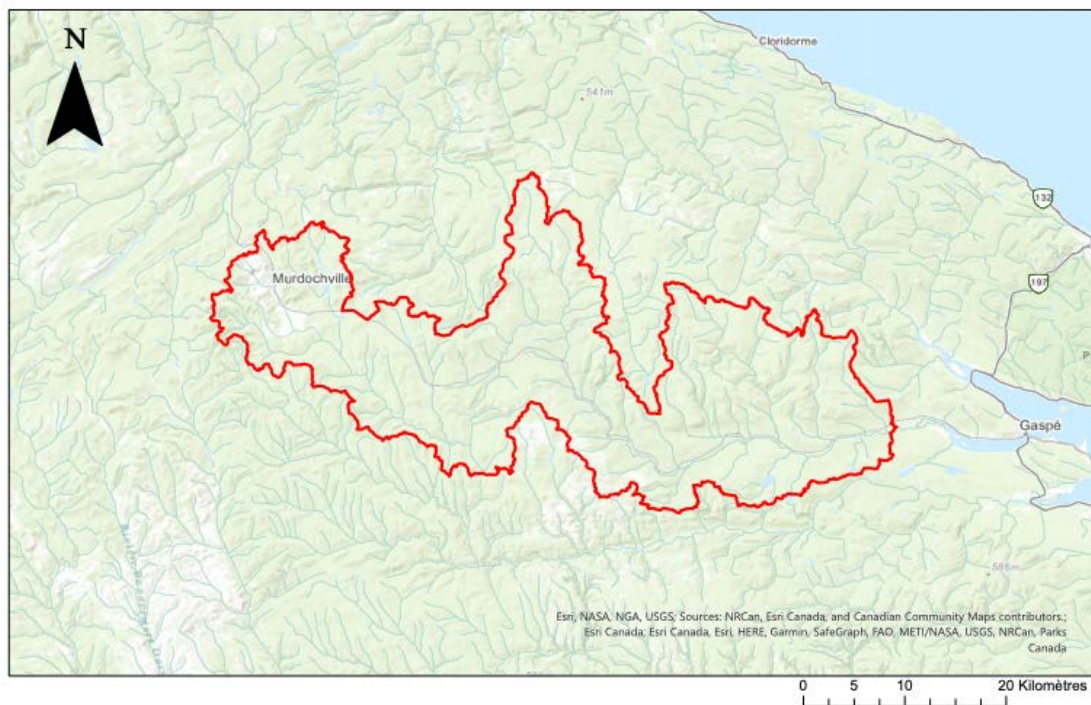 N
Cloridorme
541m
132
Murdochville
197
P
Gaspé
Esri, NASA, NGA, USGS; Sources: NRCan, Esri Canada, and Canadian Community Maps contributors.;
Esri Canada; Esri Canada, Esri, HERE, Garmin, SafeGraph, FAO, METI/NASA, USGS, NRCan, Parks
Canada
0 5 10 20 Kilomètres